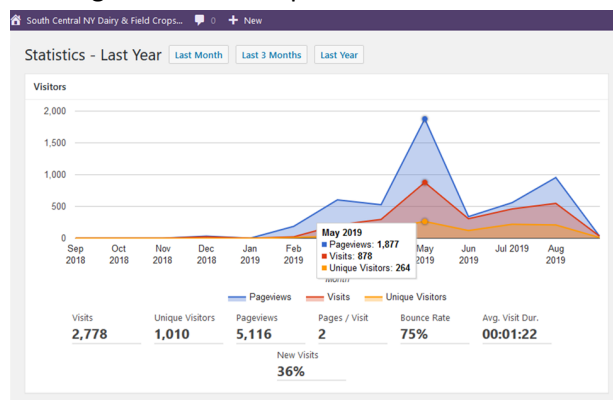 South Central NY Dairy & Field Crops... 0 + New
Statistics - Last Year Last Month Last 3 Months Last Year
Visitors
2,000
1,500
1,000
500
0
May 2019
Pageviews: 1,877
Visits: 878
Unique Visitors: 264
Sep 2018
Oct 2018
Nov 2018
Dec 2018
Jan 2019
Feb 2019
May 2019
Jun 2019
Jul 2019
Aug 2019
Month
Pageviews Visits Unique Visitors
Visits Unique Visitors Pageviews Pages / Visit Bounce Rate Avg. Visit Dur.
2,778 1,010 5,116 2 75% 00:01:22
New Visits
36%